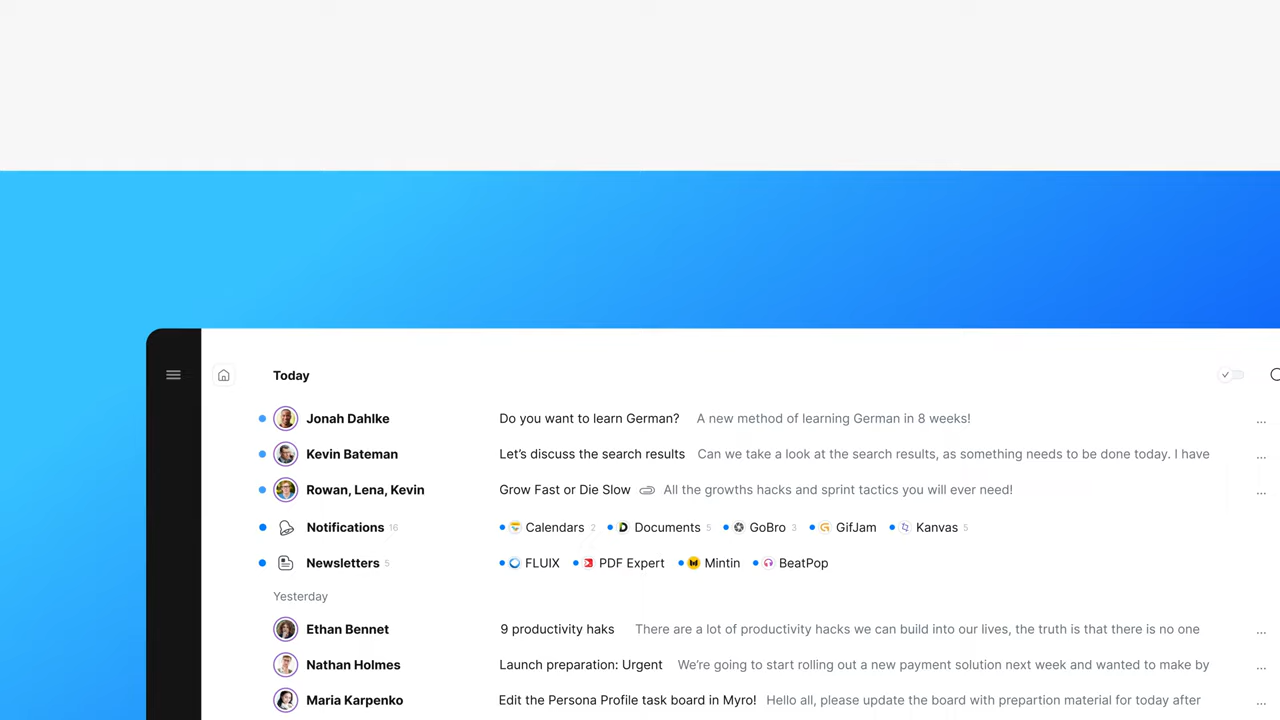 Today
Jonah Dahlke Do you want to learn German? A new method of learning German in 8 weeks! ...
Kevin Bateman Let's discuss the search results Can we take a look at the search results, as something needs to be done today. I have ...
Rowan, Lena, Kevin Grow Fast or Die Slow All the growths hacks and sprint tactics you will ever need! ...
Notifications 16 Calendars 2 Documents 5 GoBro 3 GifJam Kanvas 5
Newsletters 5 FLUIX PDF Expert Mintin BeatPop
Yesterday
Ethan Bennet 9 productivity haks There are a lot of productivity hacks we can build into our lives, the truth is that there is no one ...
Nathan Holmes Launch preparation: Urgent We're going to start rolling out a new payment solution next week and wanted to make by ...
Maria Karpenko Edit the Persona Profile task board in Myro! Hello all, please update the board with prepartion material for today after ...